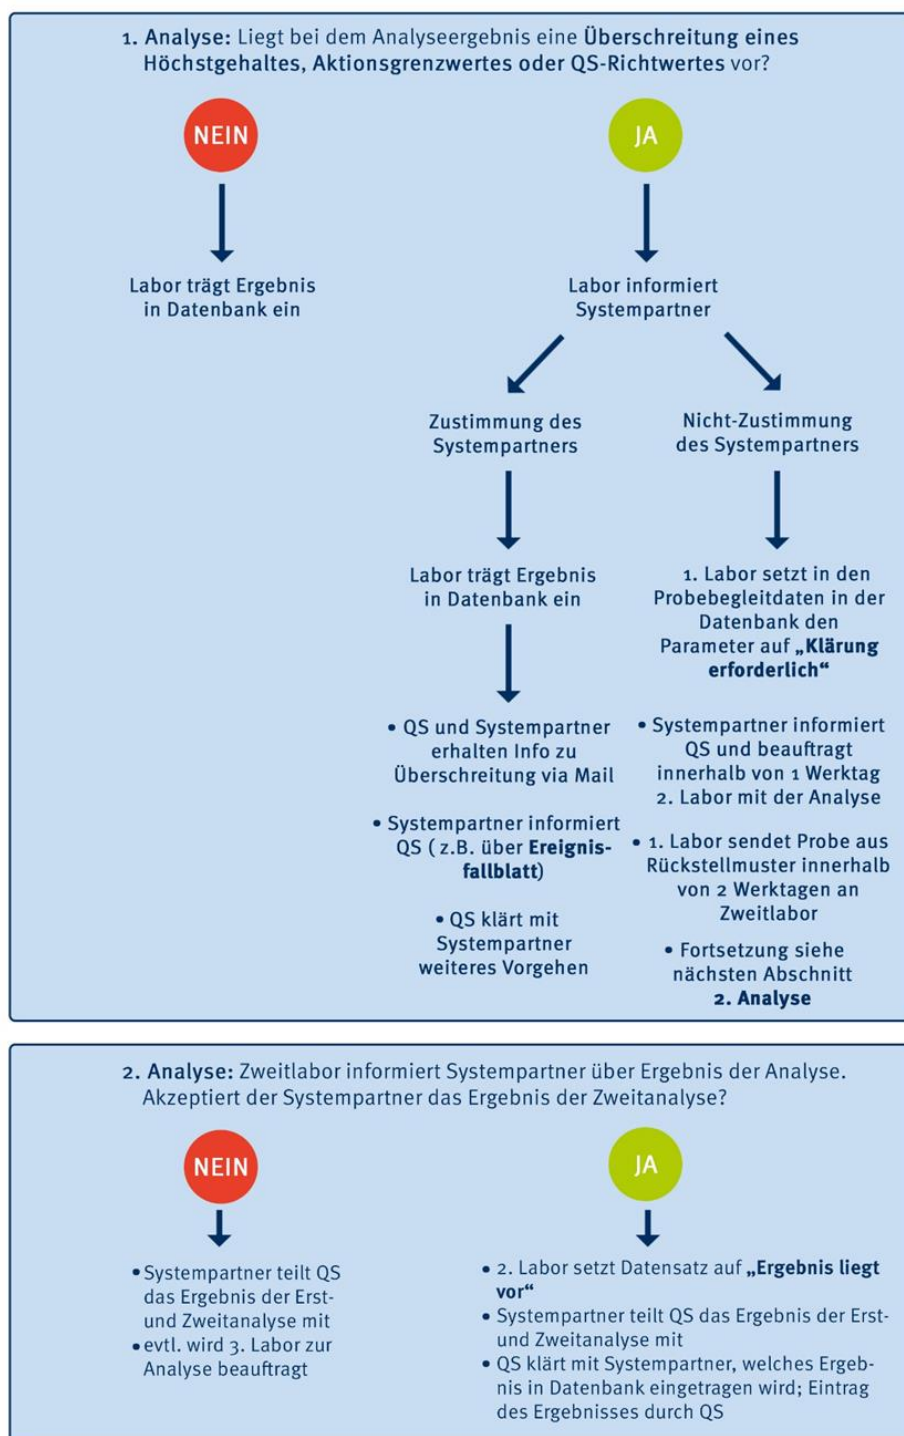 1. Analyse: Liegt bei dem Analyseergebnis eine Überschreitung eines
Höchstgehaltes, Aktionsgrenzwertes oder QS-Richtwertes vor?
NEIN
JA
Labor trägt Ergebnis
in Datenbank ein
Labor informiert
Systempartner
Zustimmung des
Systempartners
Nicht-Zustimmung
des Systempartners
Labor trägt Ergebnis
in Datenbank ein
1. Labor setzt in den
Probebegleitdaten in der
Datenbank den
Parameter auf „Klärung
erforderlich“
• QS und Systempartner
erhalten Info zu
Überschreitung via Mail
• Systempartner informiert
QS ( z.B. über Ereignis-
fallblatt)
• QS klärt mit
Systempartner
weiteres Vorgehen
• Systempartner informiert
QS und beauftragt
innerhalb von 1 Werktag
2. Labor mit der Analyse
• 1. Labor sendet Probe aus
Rückstellmuster innerhalb
von 2 Werktagen an
Zweitlabor
• Fortsetzung siehe
nächsten Abschnitt
2. Analyse
2. Analyse: Zweitlabor informiert Systempartner über Ergebnis der Analyse.
Akzeptiert der Systempartner das Ergebnis der Zweitanalyse?
NEIN
JA
• Systempartner teilt QS
das Ergebnis der Erst-
und Zweitanalyse mit
• evtl. wird 3. Labor zur
Analyse beauftragt
• 2. Labor setzt Datensatz auf „Ergebnis liegt
vor“
• Systempartner teilt QS das Ergebnis der Erst-
und Zweitanalyse mit
• QS klärt mit Systempartner, welches Ergeb-
nis in Datenbank eingetragen wird; Eintrag
des Ergebnisses durch QS